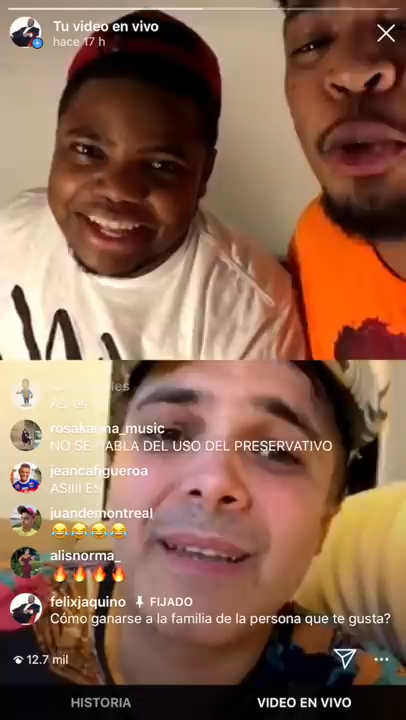 Tu video en vivo
hace 17 h
Así es
rosaka na_music
NO SE HABLA DEL USO DEL PRESERVATIVO
jeancafigueroa
ASIIII ES
juandemontreal
😂😂😂😂
alisnorma_
🔥🔥🔥🔥
felixjaquino FIJADO
Cómo ganarse a la familia de la persona que te gusta?
12.7 mil
HISTORIA
VIDEO EN VIVO